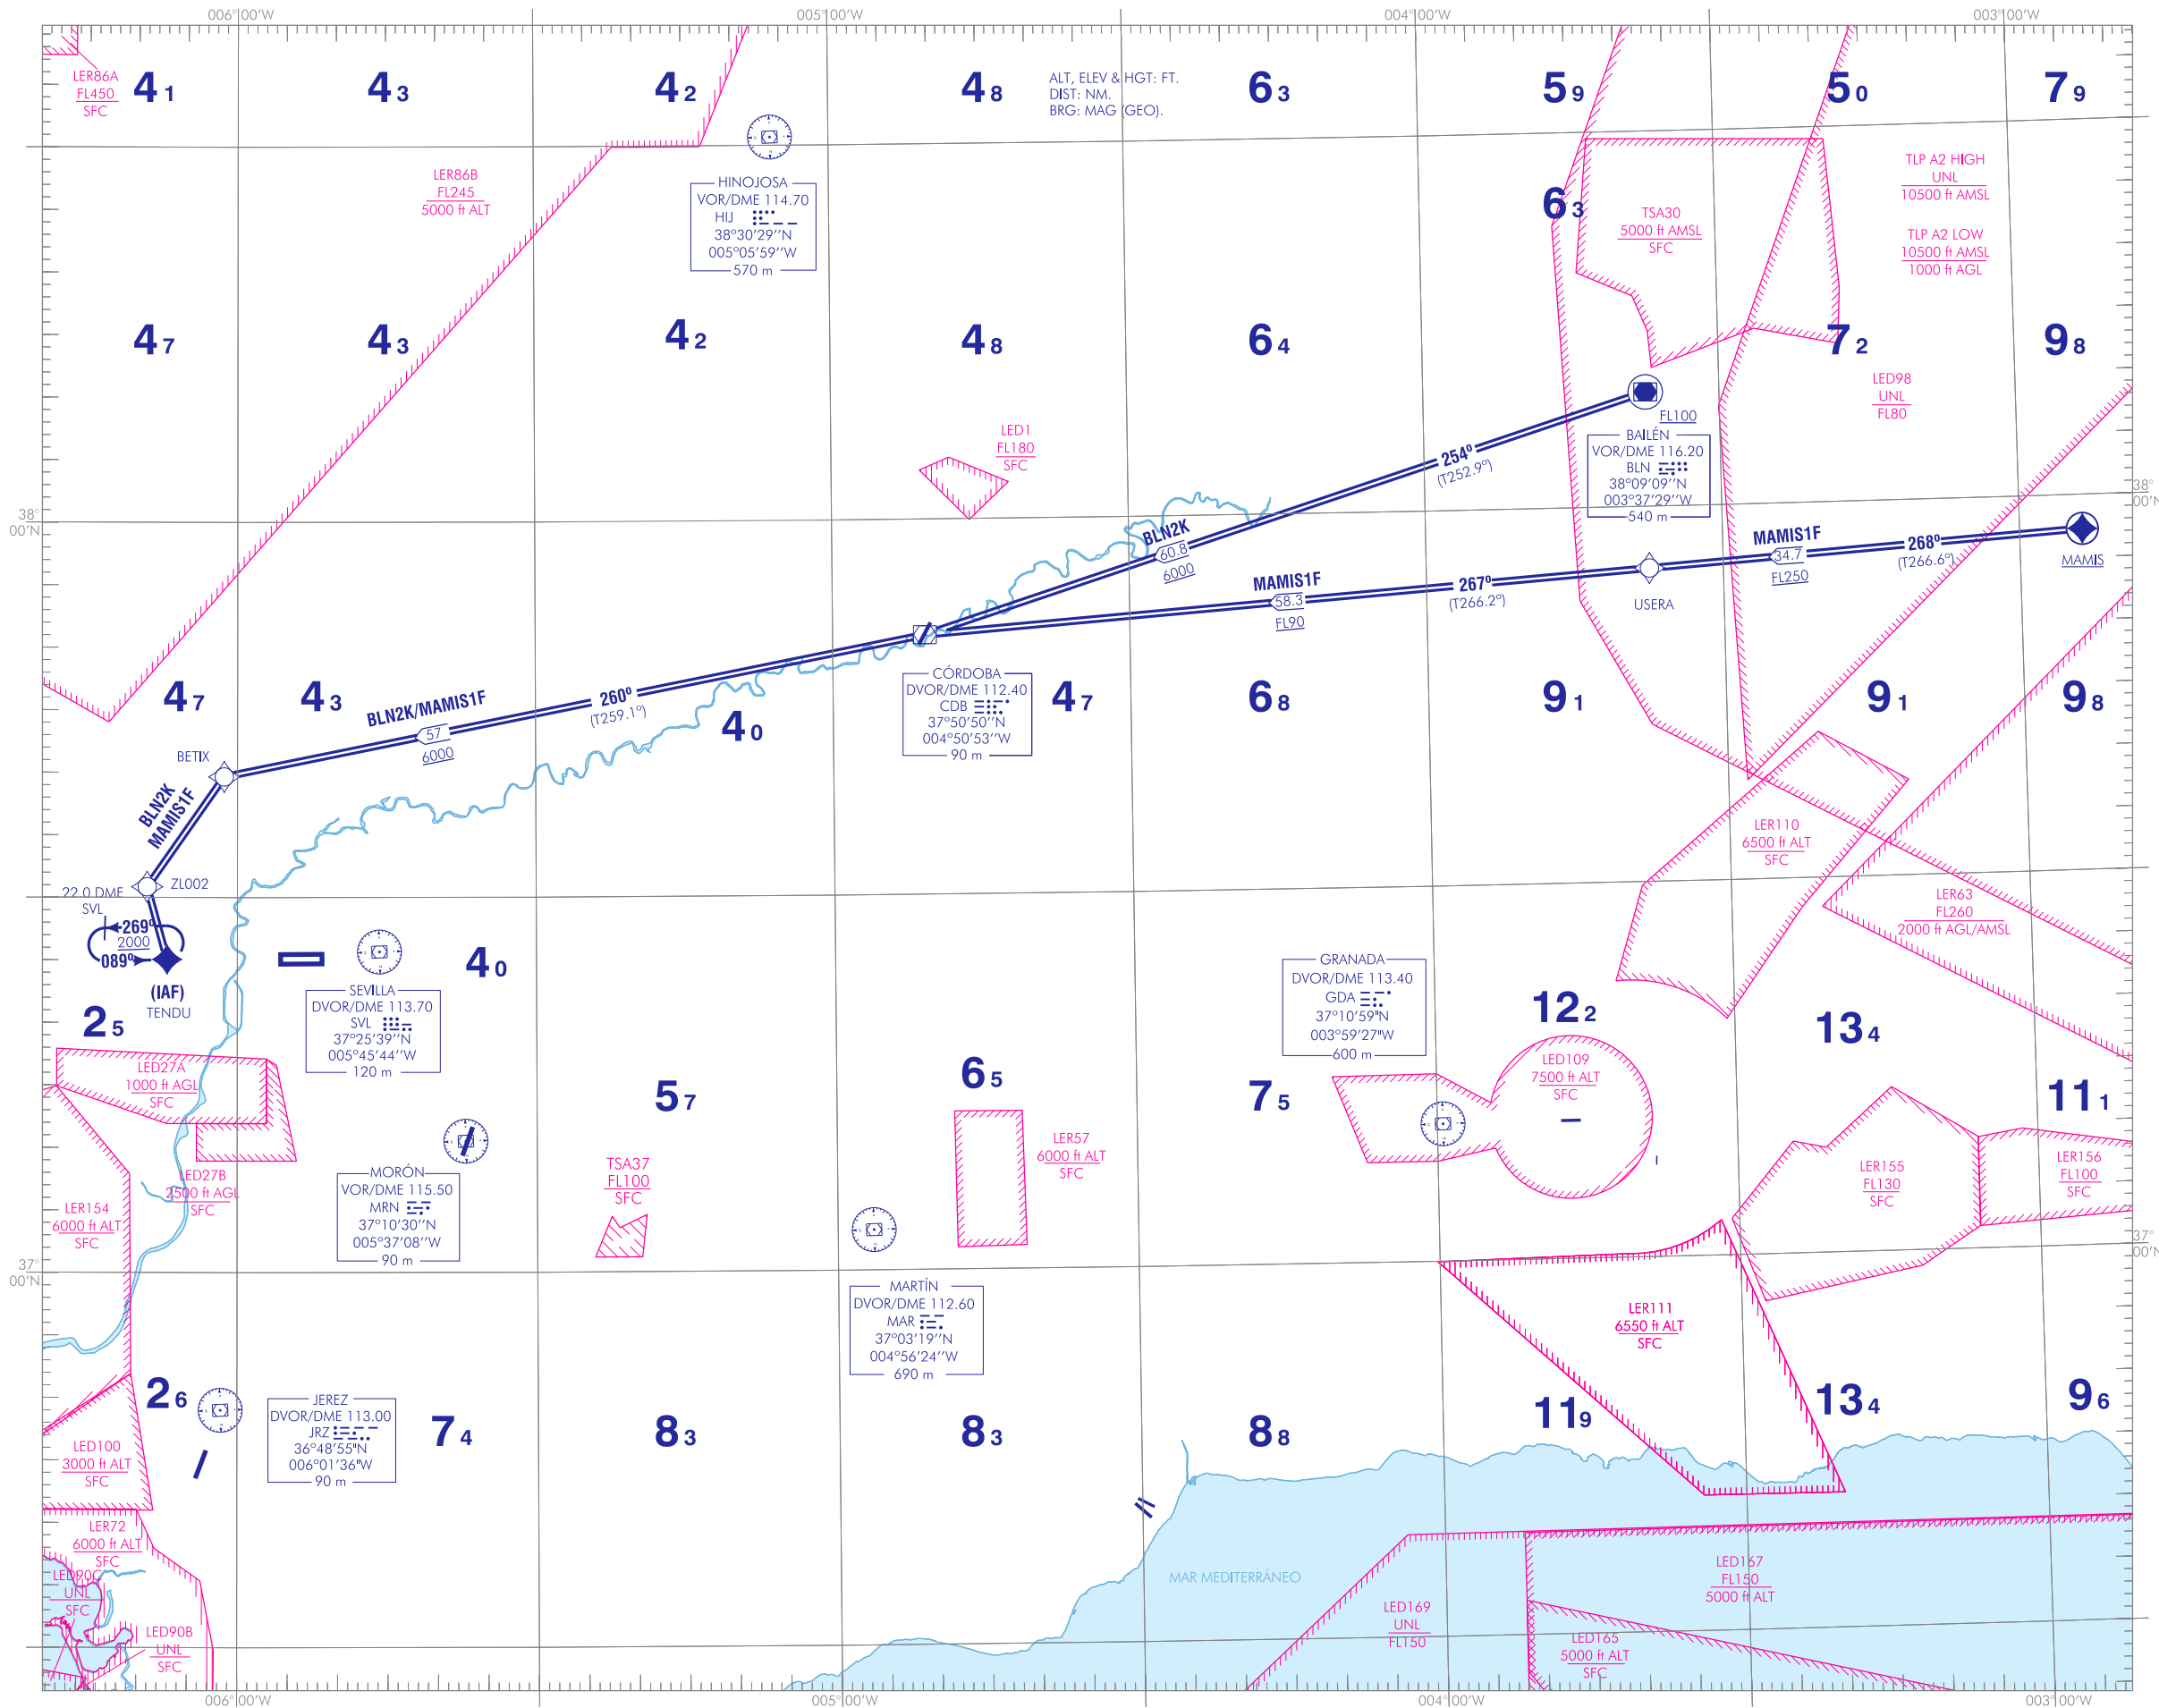 006°00'W
005°00'W
004°00'W
003°00'W
LER86A
FL450
SFC
41
43
42
48
ALT, ELEV & HGT: FT.
DIST: NM.
BRG: MAG (GEO).
63
59
50
79
LER86B
FL245
5000 ft ALT
HINOJOSA
VOR/DME 114.70
HIJ
38°30'29''N
005°05'59''W
570 m
63
TSA30
5000 ft AMSL
SFC
TLP A2 HIGH
UNL
10500 ft AMSL
TLP A2 LOW
10500 ft AMSL
1000 ft AGL
47
43
42
48
64
72
98
LED98
UNL
FL80
LED1
FL180
SFC
254º
(T252.9º)
FL100
BAILÉN
VOR/DME 116.20
BLN
38°09'09''N
003°37'29''W
540 m
38°
00'N
38°
00'N
BLN2K
60.8
6000
MAMIS1F
58.3
FL90
267º
(T266.2º)
USERA
MAMIS1F
34.7
FL250
268º
(T266.6º)
MAMIS
47
43
BLN2K/MAMIS1F
57
6000
260º
(T259.1º)
40
CÓRDOBA
DVOR/DME 112.40
CDB
37°50'50''N
004°50'53''W
90 m
47
68
91
91
98
BETIX
BLN2K
MAMIS1F
ZL002
22.0 DME
SVL
269º
2000
089º
(IAF)
TENDU
25
40
SEVILLA
DVOR/DME 113.70
SVL
37°25'39''N
005°45'44''W
120 m
LER110
6500 ft ALT
SFC
LER63
FL260
2000 ft AGL/AMSL
GRANADA
DVOR/DME 113.40
GDA
37°10'59"N
003°59'27"W
600 m
122
134
LED27A
1000 ft AGL
SFC
57
65
75
LED109
7500 ft ALT
SFC
111
LED27B
2500 ft AGL
SFC
LER154
6000 ft ALT
SFC
MORÓN
VOR/DME 115.50
MRN
37°10'30''N
005°37'08''W
90 m
TSA37
FL100
SFC
LER57
6000 ft ALT
SFC
LER155
FL130
SFC
LER156
FL100
SFC
37°
00'N
37°
00'N
MARTÍN
DVOR/DME 112.60
MAR
37°03'19''N
004°56'24''W
690 m
LER111
6550 ft ALT
SFC
26
JEREZ
DVOR/DME 113.00
JRZ
36°48'55"N
006°01'36"W
90 m
74
83
83
88
119
134
96
LED100
3000 ft ALT
SFC
LER72
6000 ft ALT
SFC
LED90C
UNL
SFC
LED90B
UNL
SFC
MAR MEDITERRÁNEO
LED169
UNL
FL150
LED167
FL150
5000 ft ALT
LED165
5000 ft ALT
SFC
006°00'W
005°00'W
004°00'W
003°00'W